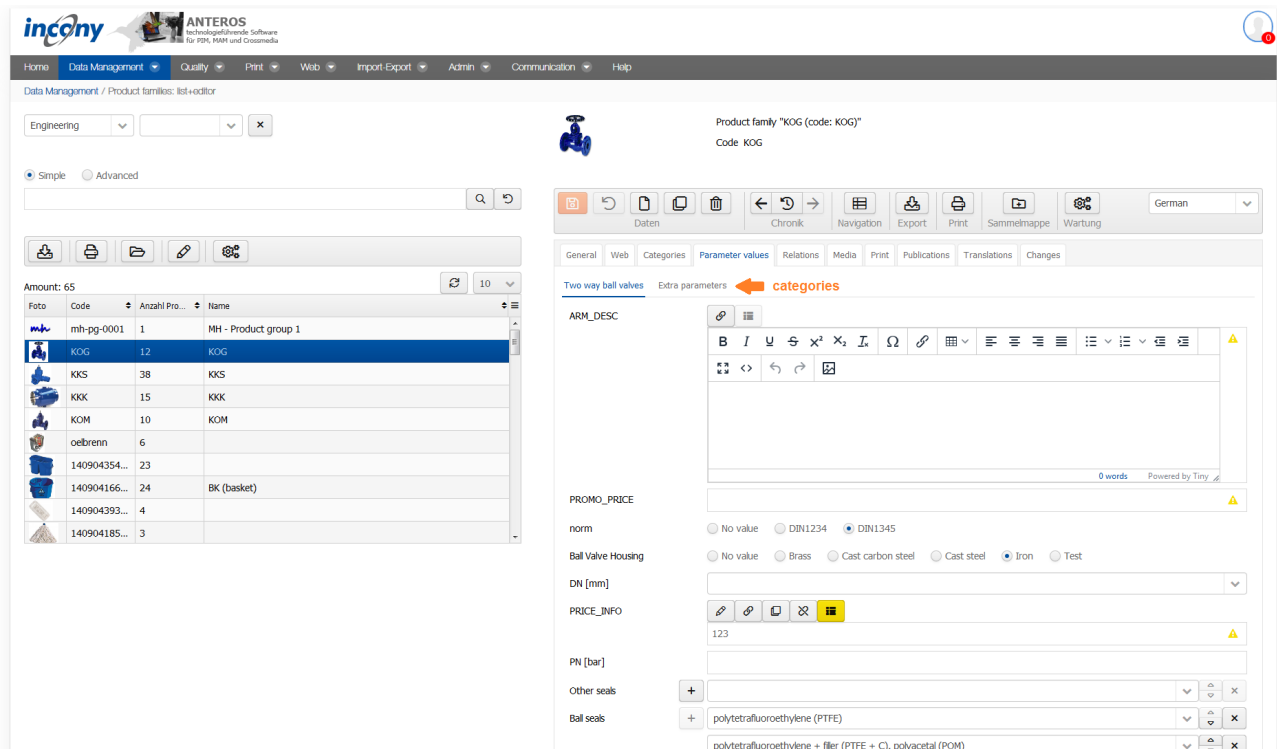 incony
ANTEROS
technologieführende Software
für PIM, MAM und Crossmedia
0
Home Data Management Quality Print Web Import-Export Admin Communication Help
Data Management / Product families: list+editor
Engineering
Product family "KOG (code: KOG)"
Code KOG
Simple Advanced
German
Daten Chronik Navigation Export Print Sammelmappe Wartung
General Web Categories Parameter values Relations Media Print Publications Translations Changes
Amount: 65
10
Two way ball valves Extra parameters categories
Foto Code Anzahl Pro... Name
mh mh-pg-0001 1 MH - Product group 1
KOG 12 KOG
KKS 38 KKS
KKK 15 KKK
KOM 10 KOM
oelbrenn 6
140904354... 23
140904166... 24 BK (basket)
140904393... 4
140904185... 3
ARM_DESC
0 words Powered by Tiny
PROMO_PRICE
norm No value DIN1234 DIN1345
Ball Valve Housing No value Brass Cast carbon steel Cast steel Iron Test
DN [mm]
PRICE_INFO
123
PN [bar]
Other seals
Ball seals polytetrafluoroethylene (PTFE)
polytetrafluoroethylene + filler (PTFE + C), polyacetal (POM)